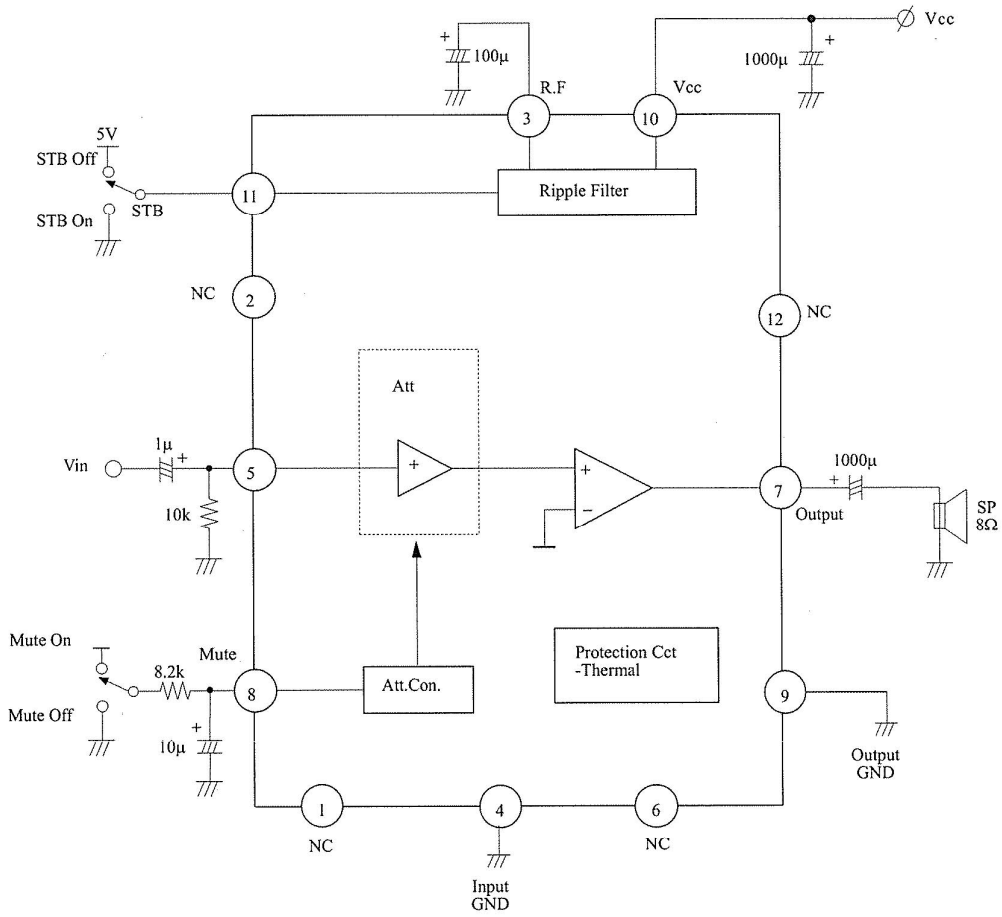 Vcc
+
100μ
1000μ
+
R.F
Vcc
3
10
5V
STB Off
STB On
STB
11
Ripple Filter
NC
2
12
NC
Att
Vin
1μ
+
10k
5
+
+
−
7
Output
1000μ
+
SP
8Ω
Mute On
Mute Off
8.2k
Mute
8
+
10μ
Att.Con.
Protection Cct
-Thermal
9
Output
GND
1
NC
4
Input
GND
6
NC